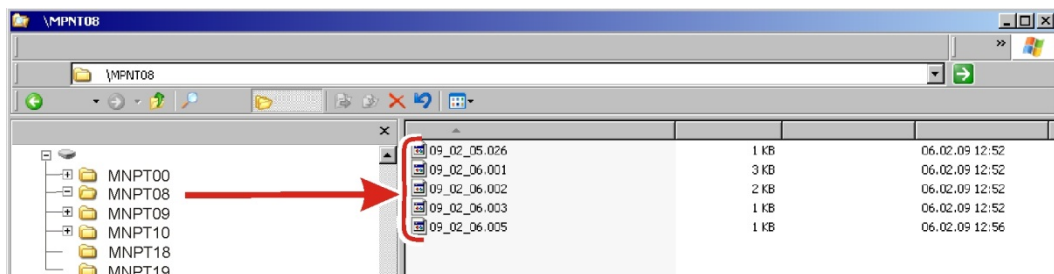 \MPNT08
»
\MPNT08
MNPT00
MNPT08
MNPT09
MNPT10
MNPT18
MNPT19
09_02_05.026 1 KB 06.02.09 12:52
09_02_06.001 3 KB 06.02.09 12:52
09_02_06.002 2 KB 06.02.09 12:52
09_02_06.003 1 KB 06.02.09 12:52
09_02_06.005 1 KB 06.02.09 12:56